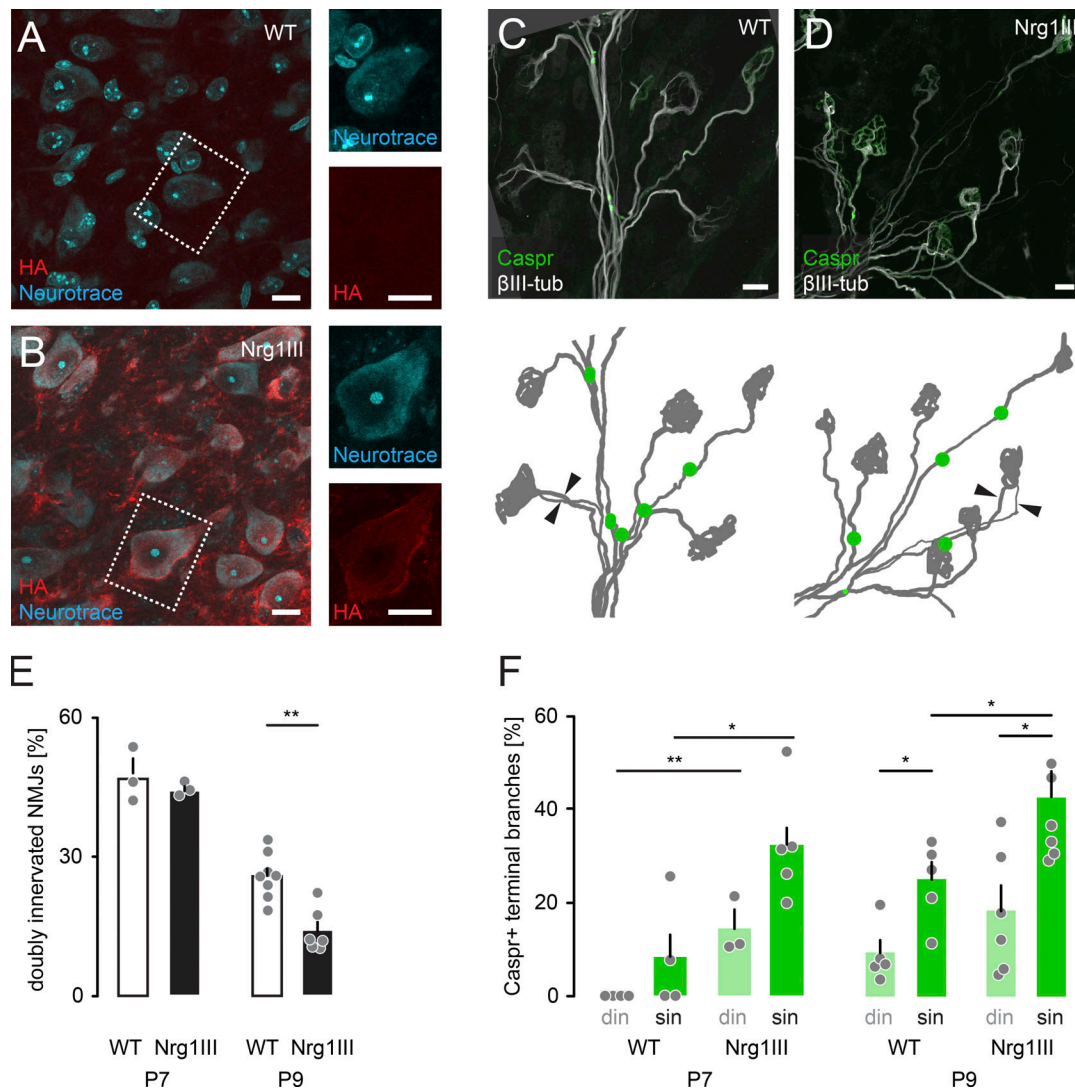 A
WT
HA
Neurotrace
Neurotrace
HA
B
Nrg1III
HA
Neurotrace
Neurotrace
HA
C
WT
Caspr
βIII-tub
D
Nrg1III
Caspr
βIII-tub
E
doubly innervated NMJs [%]
60
30
0
**
WT Nrg1III WT Nrg1III
P7 P9
F
Caspr+ terminal branches [%]
60
40
20
0
** * * * *
din sin din sin din sin din sin
WT Nrg1III WT Nrg1III
P7 P9